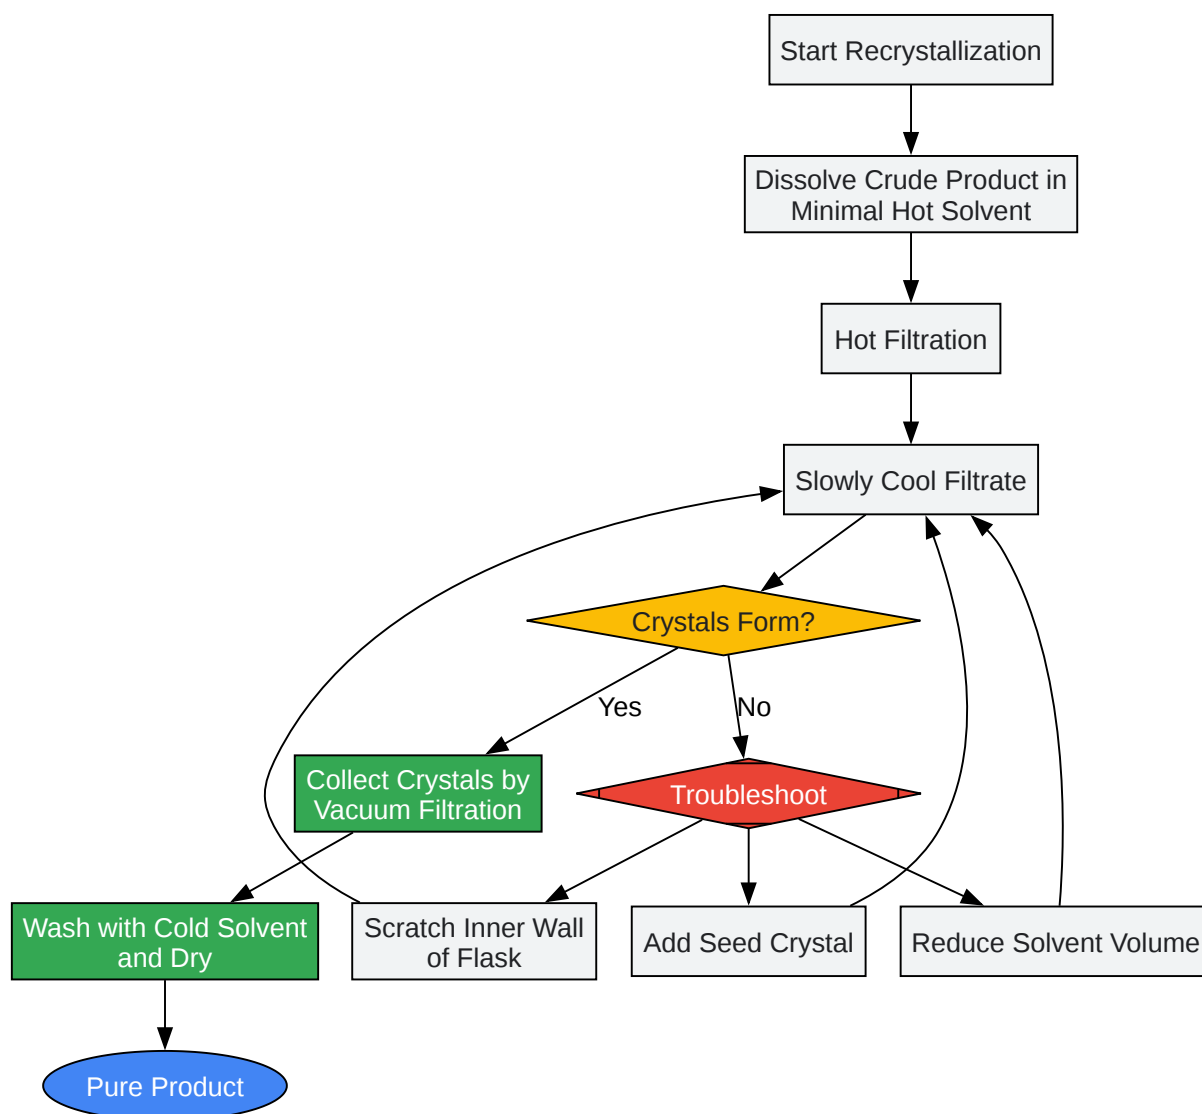 Start Recrystallization
Dissolve Crude Product in
Minimal Hot Solvent
Hot Filtration
Slowly Cool Filtrate
Crystals Form?
Yes
No
Collect Crystals by
Vacuum Filtration
Troubleshoot
Wash with Cold Solvent
and Dry
Scratch Inner Wall
of Flask
Add Seed Crystal
Reduce Solvent Volume
Pure Product